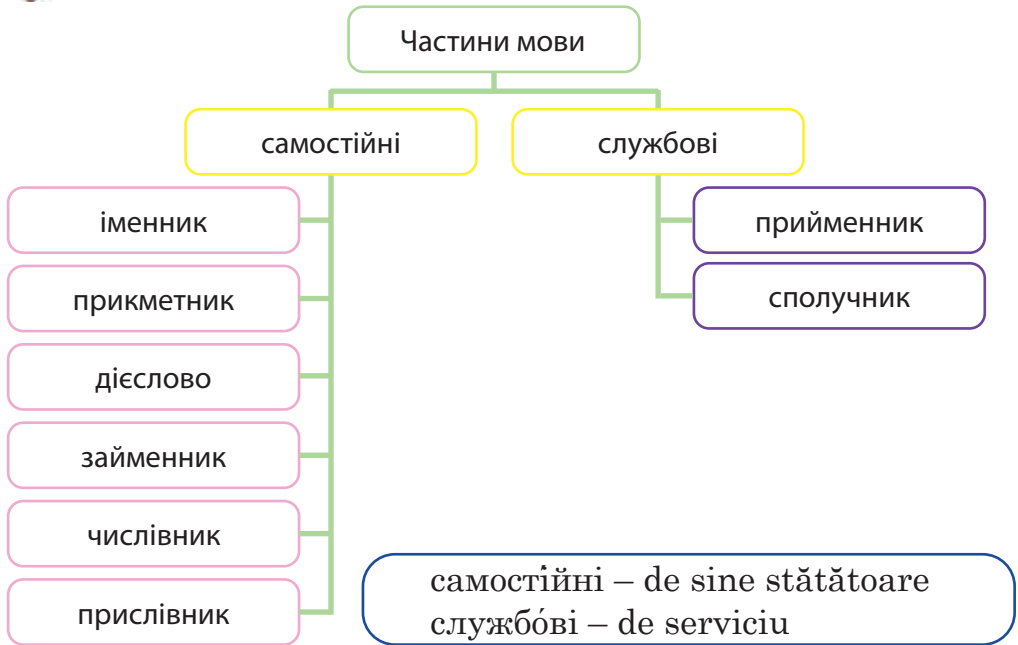 Частини мови
самостійні
службові
іменник
прикметник
дієслово
займенник
числівник
прислівник
прийменник
сполучник
самості́йні – de sine stătătoare
службо́ві – de serviciu